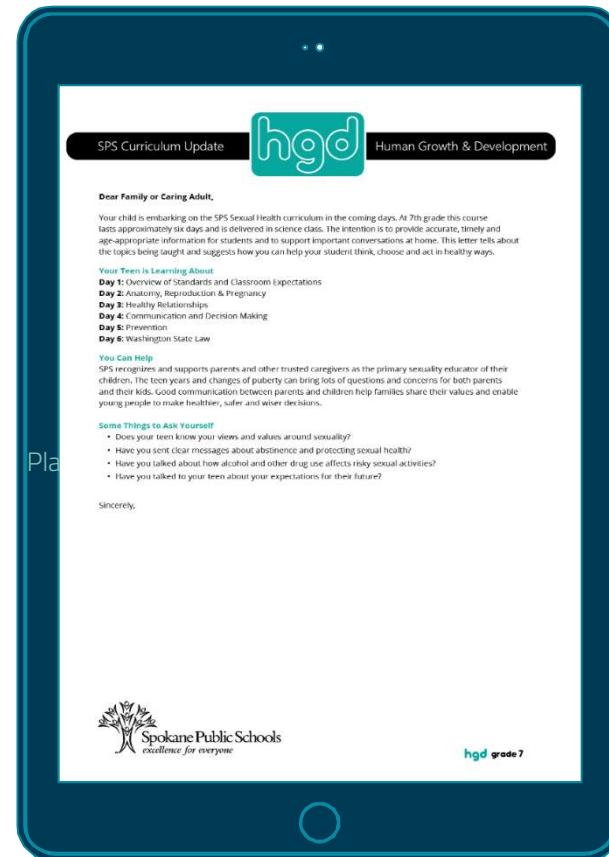 SPS Curriculum Update
hgd
Human Growth & Development
Dear Family or Caring Adult,
Your child is embarking on the SPS Sexual Health curriculum in the coming days. At 7th grade this course
lasts approximately six days and is delivered in science class. The intention is to provide accurate, timely and
age-appropriate information for students and to support important conversations at home. This letter tells about
the topics being taught and suggests how you can help your student think, choose and act in healthy ways.
Your Teen is Learning About
Day 1: Overview of Standards and Classroom Expectations
Day 2: Anatomy, Reproduction & Pregnancy
Day 3: Healthy Relationships
Day 4: Communication and Decision Making
Day 5: Prevention
Day 6: Washington State Law
You Can Help
SPS recognizes and supports parents and other trusted caregivers as the primary sexuality educator of their
children. The teen years and changes of puberty can bring lots of questions and concerns for both parents
and their kids. Good communication between parents and children help families share their values and enable
young people to make healthier, safer and wiser decisions.
Some Things to Ask Yourself
• Does your teen know your views and values around sexuality?
• Have you sent clear messages about abstinence and protecting sexual health?
• Have you talked about how alcohol and other drug use affects risky sexual activities?
• Have you talked to your teen about your expectations for their future?
Pla
Sincerely,
Spokane Public Schools
excellence for everyone
hgd grade 7